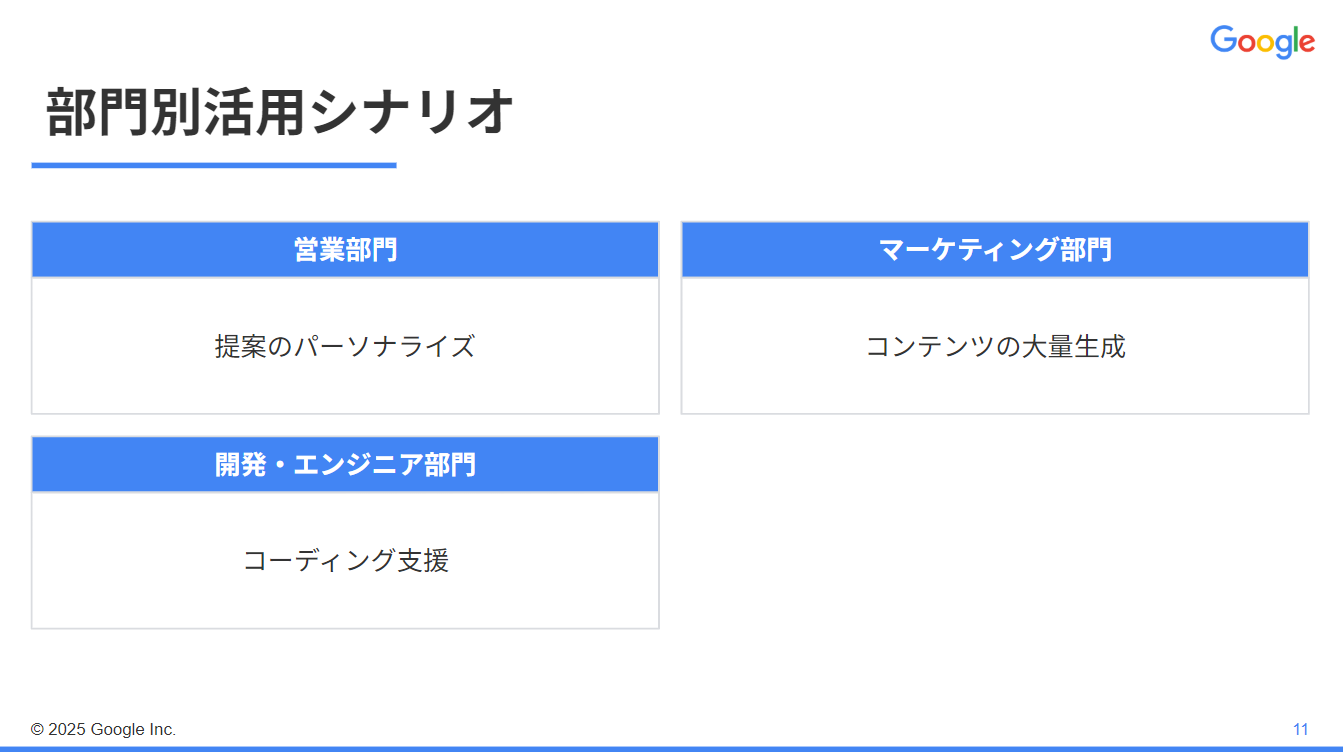 Google
部門別活用シナリオ
営業部門
提案のパーソナライズ
マーケティング部門
コンテンツの大量生成
開発・エンジニア部門
コーディング支援
© 2025 Google Inc.
11